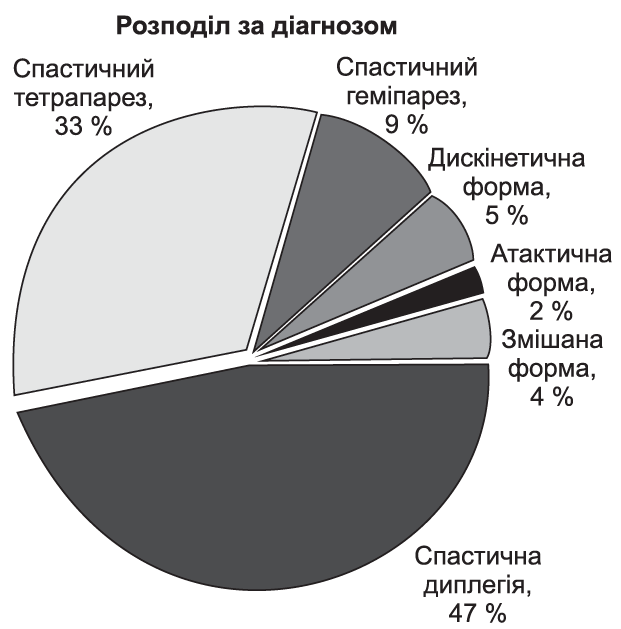 Розподіл за діагнозом
Спастичний
тетрапарез,
33 %
Спастичний
геміпарез,
9 %
Дискінетична
форма,
5 %
Атактична
форма,
2 %
Змішана
форма,
4 %
Спастична
диплегія,
47 %